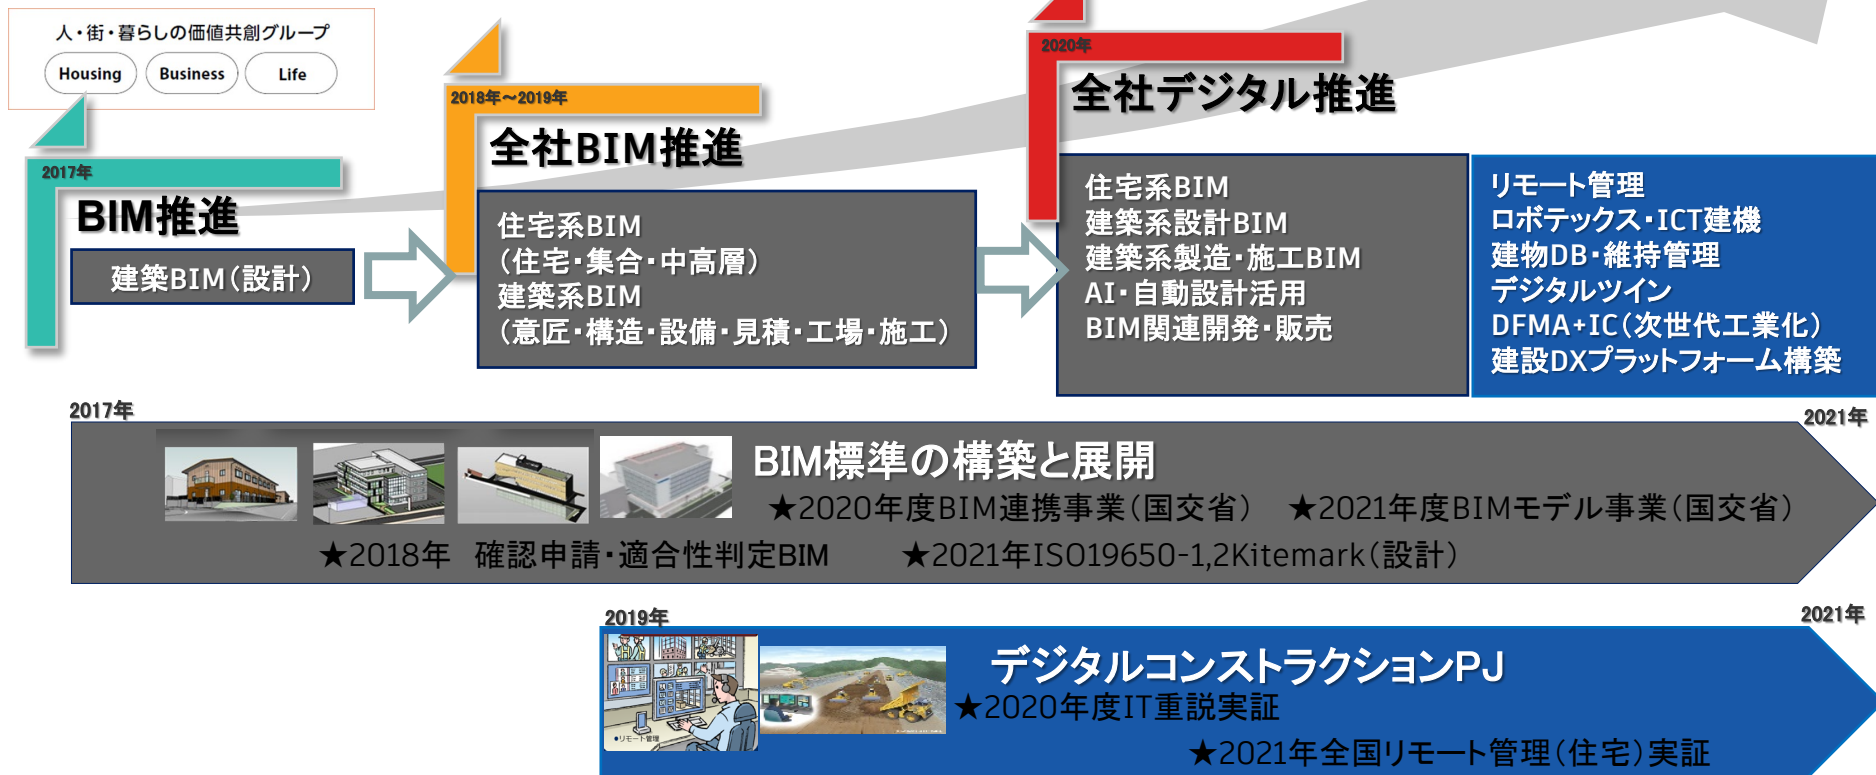 人・街・暮らしの価値共創グループ
Housing
Business
Life
2017年
BIM推進
建築BIM(設計)
2018年～2019年
全社BIM推進
住宅系BIM
(住宅・集合・中高層)
建築系BIM
(意匠・構造・設備・見積・工場・施工)
2020年
全社デジタル推進
住宅系BIM
建築系設計BIM
建築系製造・施工BIM
AI・自動設計活用
BIM関連開発・販売
リモート管理
ロボテックス・ICT建機
建物DB・維持管理
デジタルツイン
DFMA+IC(次世代工業化)
建設DXプラットフォーム構築
2017年
2021年
BIM標準の構築と展開
★2020年度BIM連携事業(国交省)
★2021年度BIMモデル事業(国交省)
★2018年 確認申請・適合性判定BIM
★2021年ISO19650-1,2Kitemark(設計)
2019年
2021年
デジタルコンストラクションPJ
★2020年度IT重説実証
★2021年全国リモート管理(住宅)実証
●リモート管理